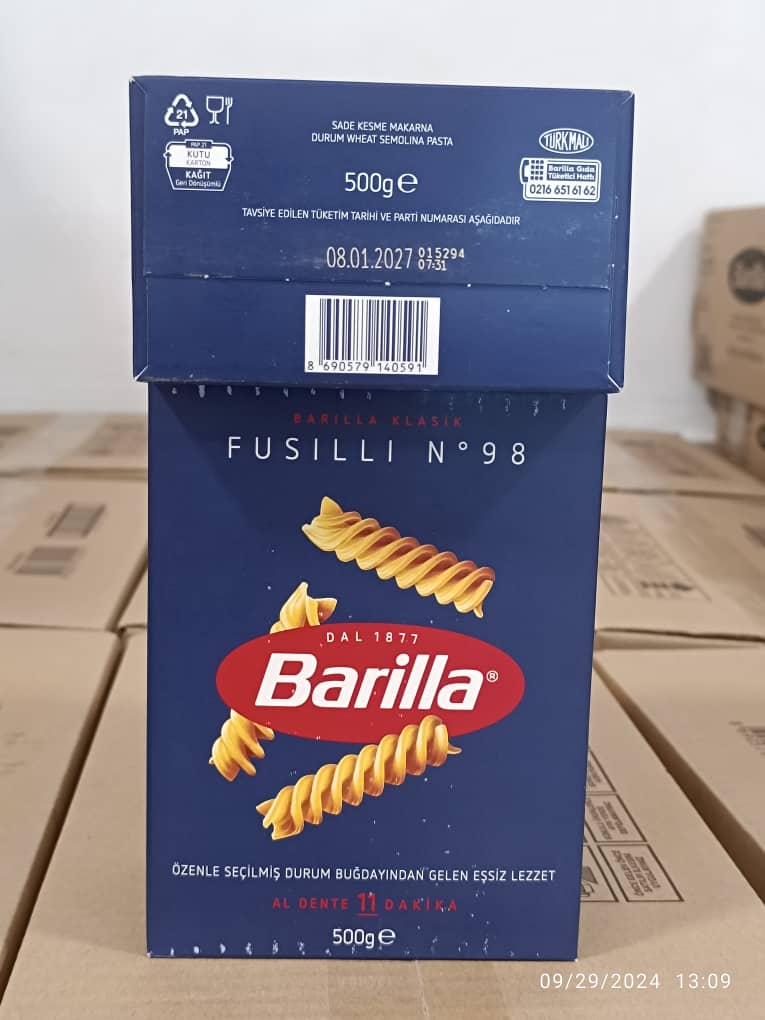 21
PAP
PAP 21
KUTU
KARTON
KAĞIT
Geri Dönüşümlü
SADE KESME MAKARNA
DURUM WHEAT SEMOLINA PASTA
500g e
TAVSİYE EDİLEN TÜKETİM TARİHİ VE PARTİ NUMARASI AŞAĞIDADIR
08.01.2027 015294
07:31
TÜRK MALI
Barilla Gıda
Tüketici Hattı
0216 651 61 62
8 690579 140591
BARILLA KLASİK
FUSILLI N°98
DAL 1877
Barilla®
ÖZENLE SEÇİLMİŞ DURUM BUĞDAYINDAN GELEN EŞSİZ LEZZET
AL DENTE 11 DAKİKA
500g e
09/29/2024 13:09